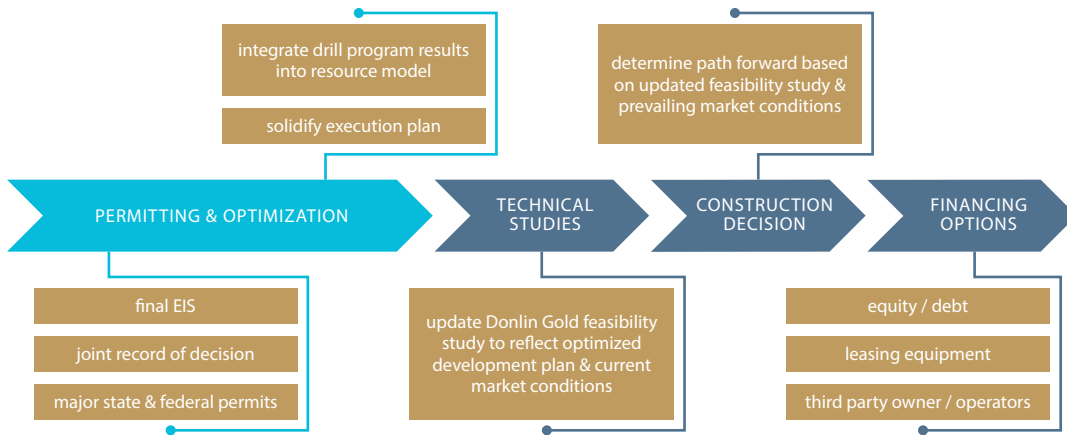 integrate drill program results
into resource model
solidify execution plan
determine path forward based
on updated feasibility study &
prevailing market conditions
PERMITTING & OPTIMIZATION
TECHNICAL
STUDIES
CONSTRUCTION
DECISION
FINANCING
OPTIONS
final EIS
joint record of decision
major state & federal permits
update Donlin Gold feasibility
study to reflect optimized
development plan & current
market conditions
equity / debt
leasing equipment
third party owner / operators